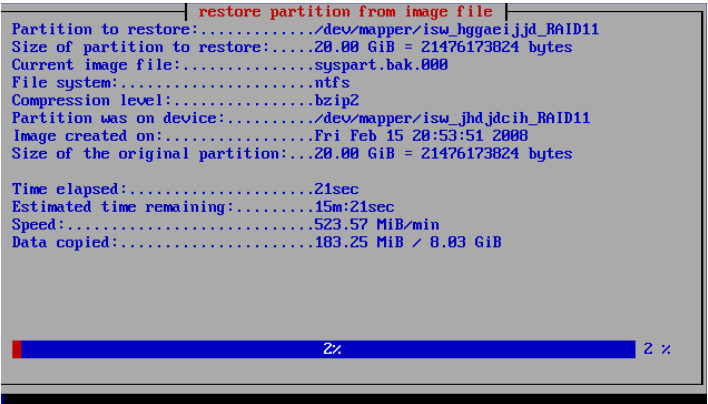 restore partition from image file
Partition to restore:............/dev/mapper/isw_hggaeijjd_RAID11
Size of partition to restore:....20.00 GiB = 21476173824 bytes
Current image file:..............syspart.bak.000
File system:.....................ntfs
Compression level:...............bzip2
Partition was on device:........./dev/mapper/isw_jhdjdcih_RAID11
Image created on:................Fri Feb 15 20:53:51 2008
Size of the original partition:...20.00 GiB = 21476173824 bytes
Time elapsed:.....................21sec
Estimated time remaining:.........15m:21sec
Speed:............................523.57 MiB/min
Data copied:......................183.25 MiB / 8.03 GiB
2% 2 %